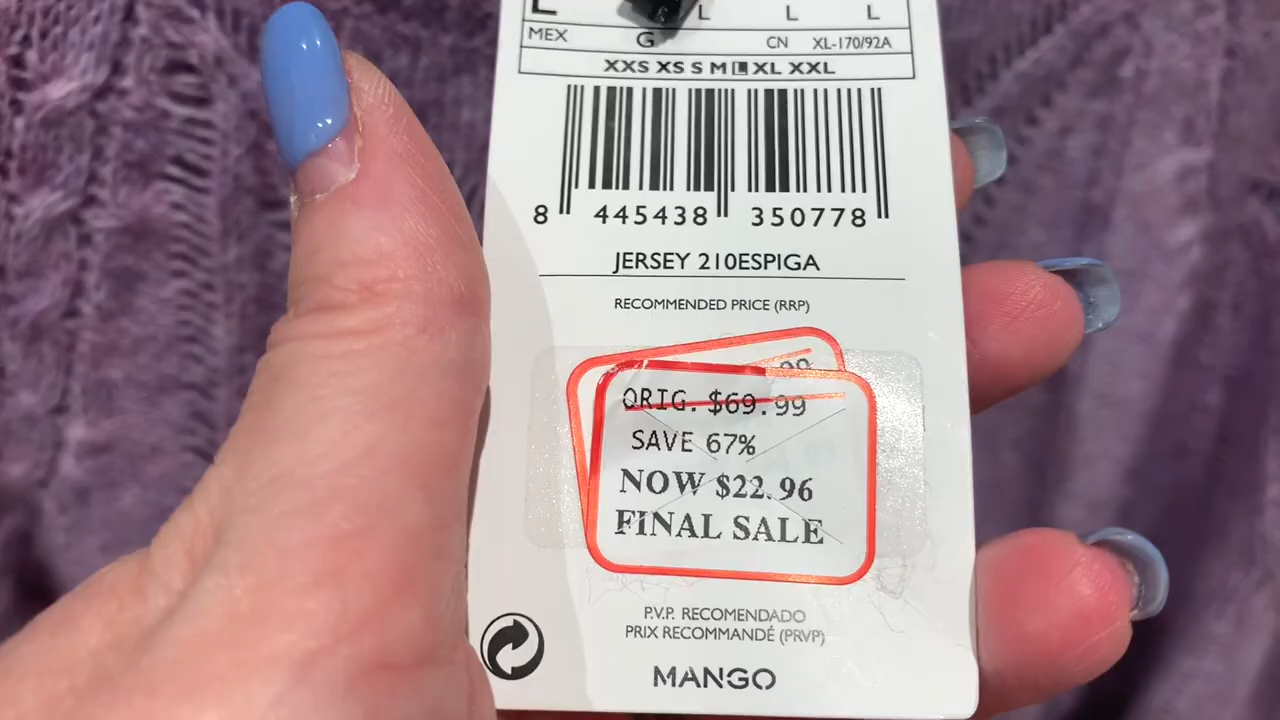 L L L L
MEX G CN XL-170/92A
XXS XS S M L XL XXL
8 445438 350778
JERSEY 210ESPIGA
RECOMMENDED PRICE (RRP)
99
ORIG. $69.99
SAVE 67%
NOW $22.96
FINAL SALE
P.V.P. RECOMENDADO
PRIX RECOMMANDÉ (PRVP)
MANGO